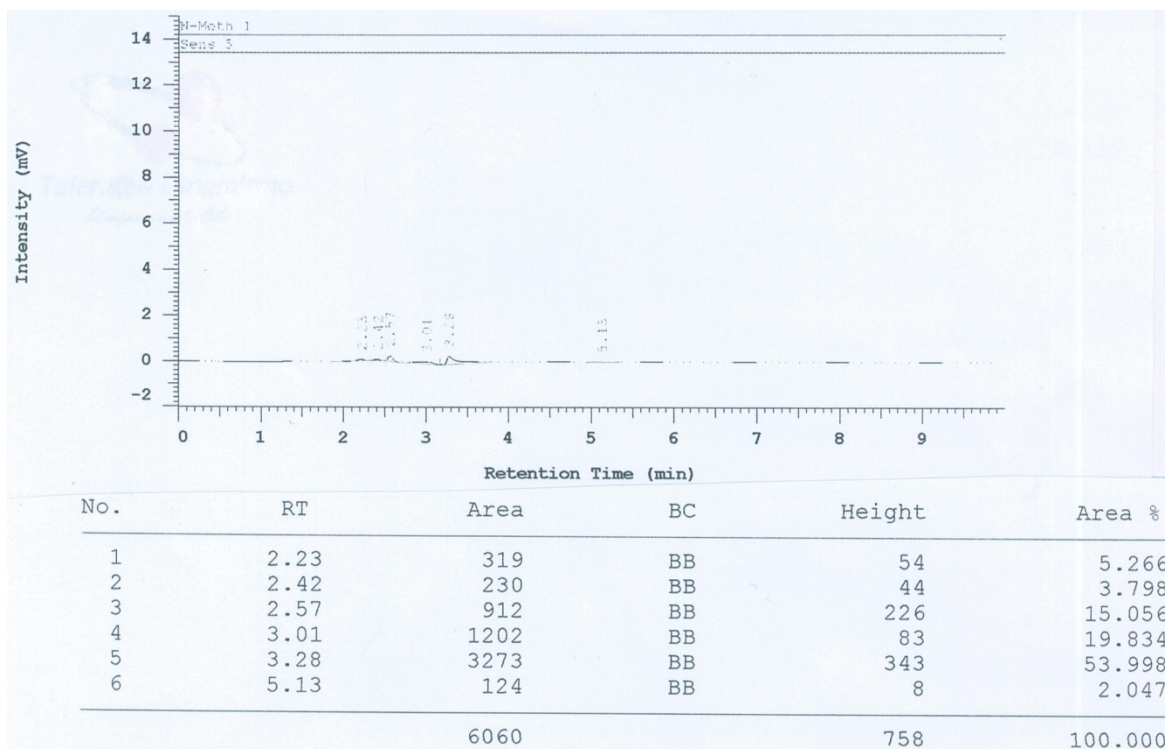 N-Meth 1
Sens 5
14
12
10
8
6
4
2
0
-2
Intensity (mV)
2.23
2.42
2.57
3.01
3.28
5.13
0 1 2 3 4 5 6 7 8 9
Retention Time (min)
No. RT Area BC Height Area %
1 2.23 319 BB 54 5.266
2 2.42 230 BB 44 3.798
3 2.57 912 BB 226 15.056
4 3.01 1202 BB 83 19.834
5 3.28 3273 BB 343 53.998
6 5.13 124 BB 8 2.047
6060 758 100.000